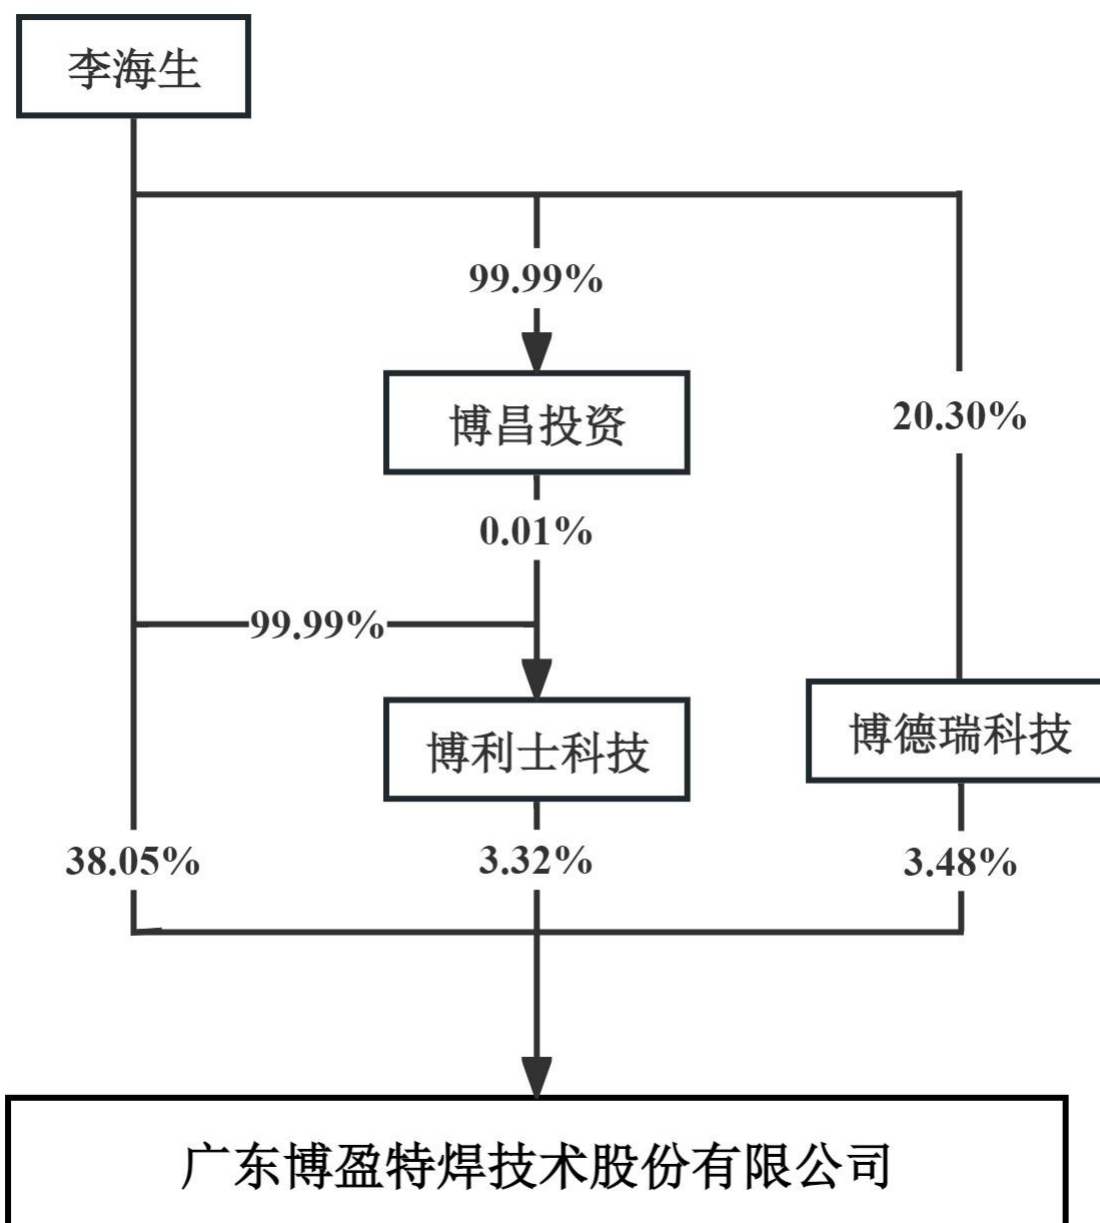 李海生
99.99%
博昌投资
20.30%
0.01%
99.99%
博利士科技
博德瑞科技
38.05%
3.32%
3.48%
广东博盈特焊技术股份有限公司